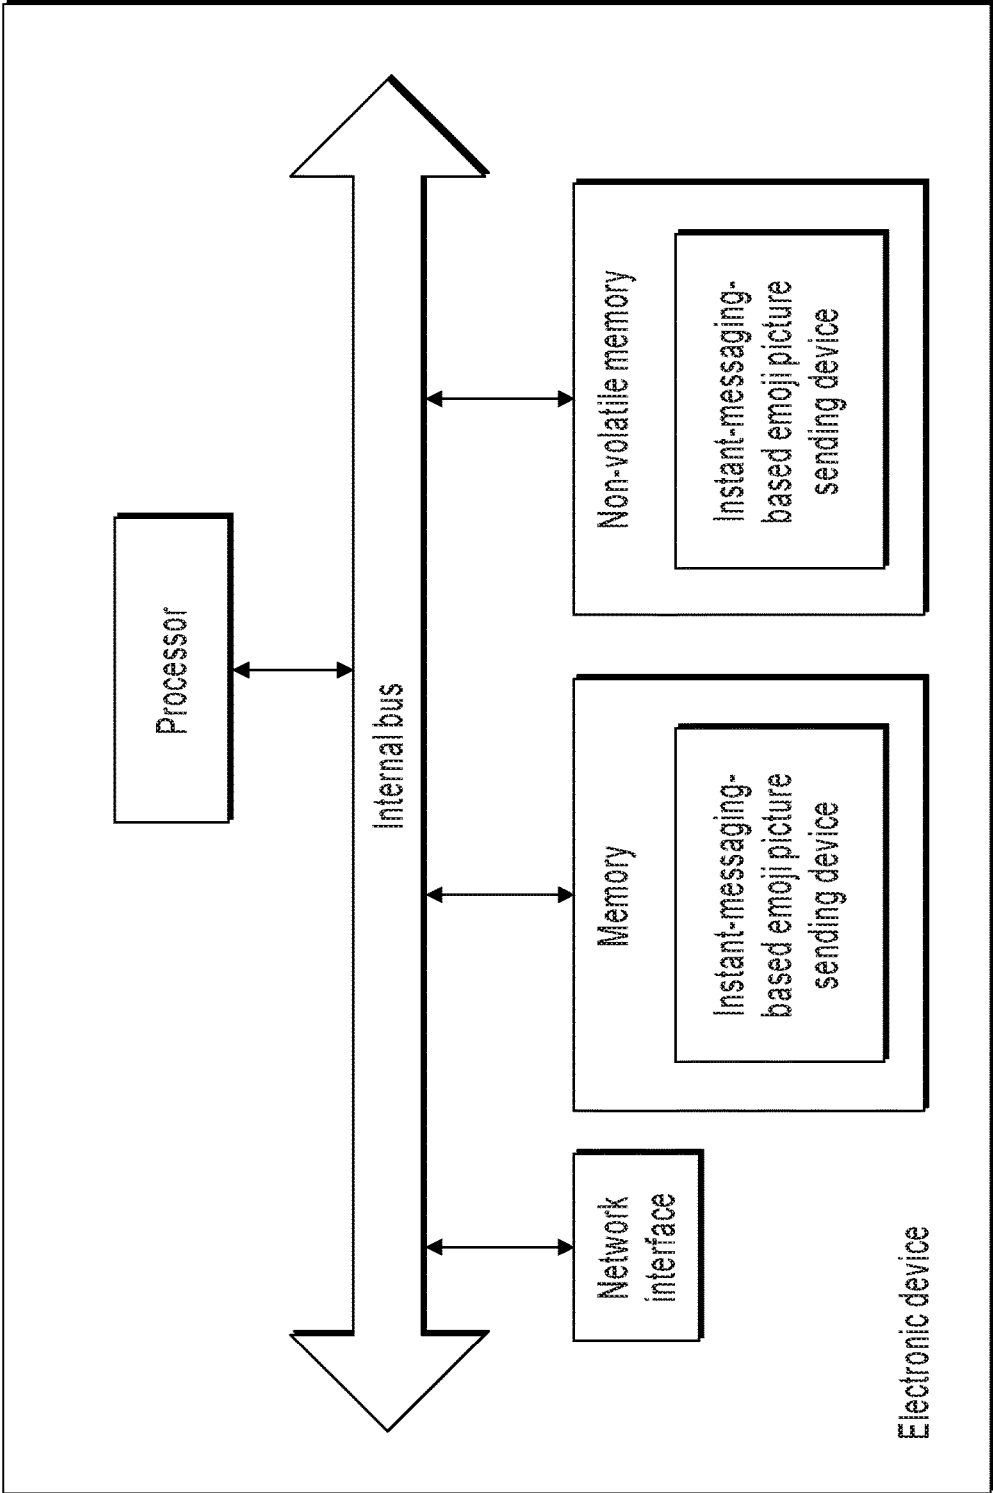 Processor
Internal bus
Network
interface
Memory
Instant-messaging-
based emoji picture
sending device
Non-volatile memory
Instant-messaging-
based emoji picture
sending device
Electronic device